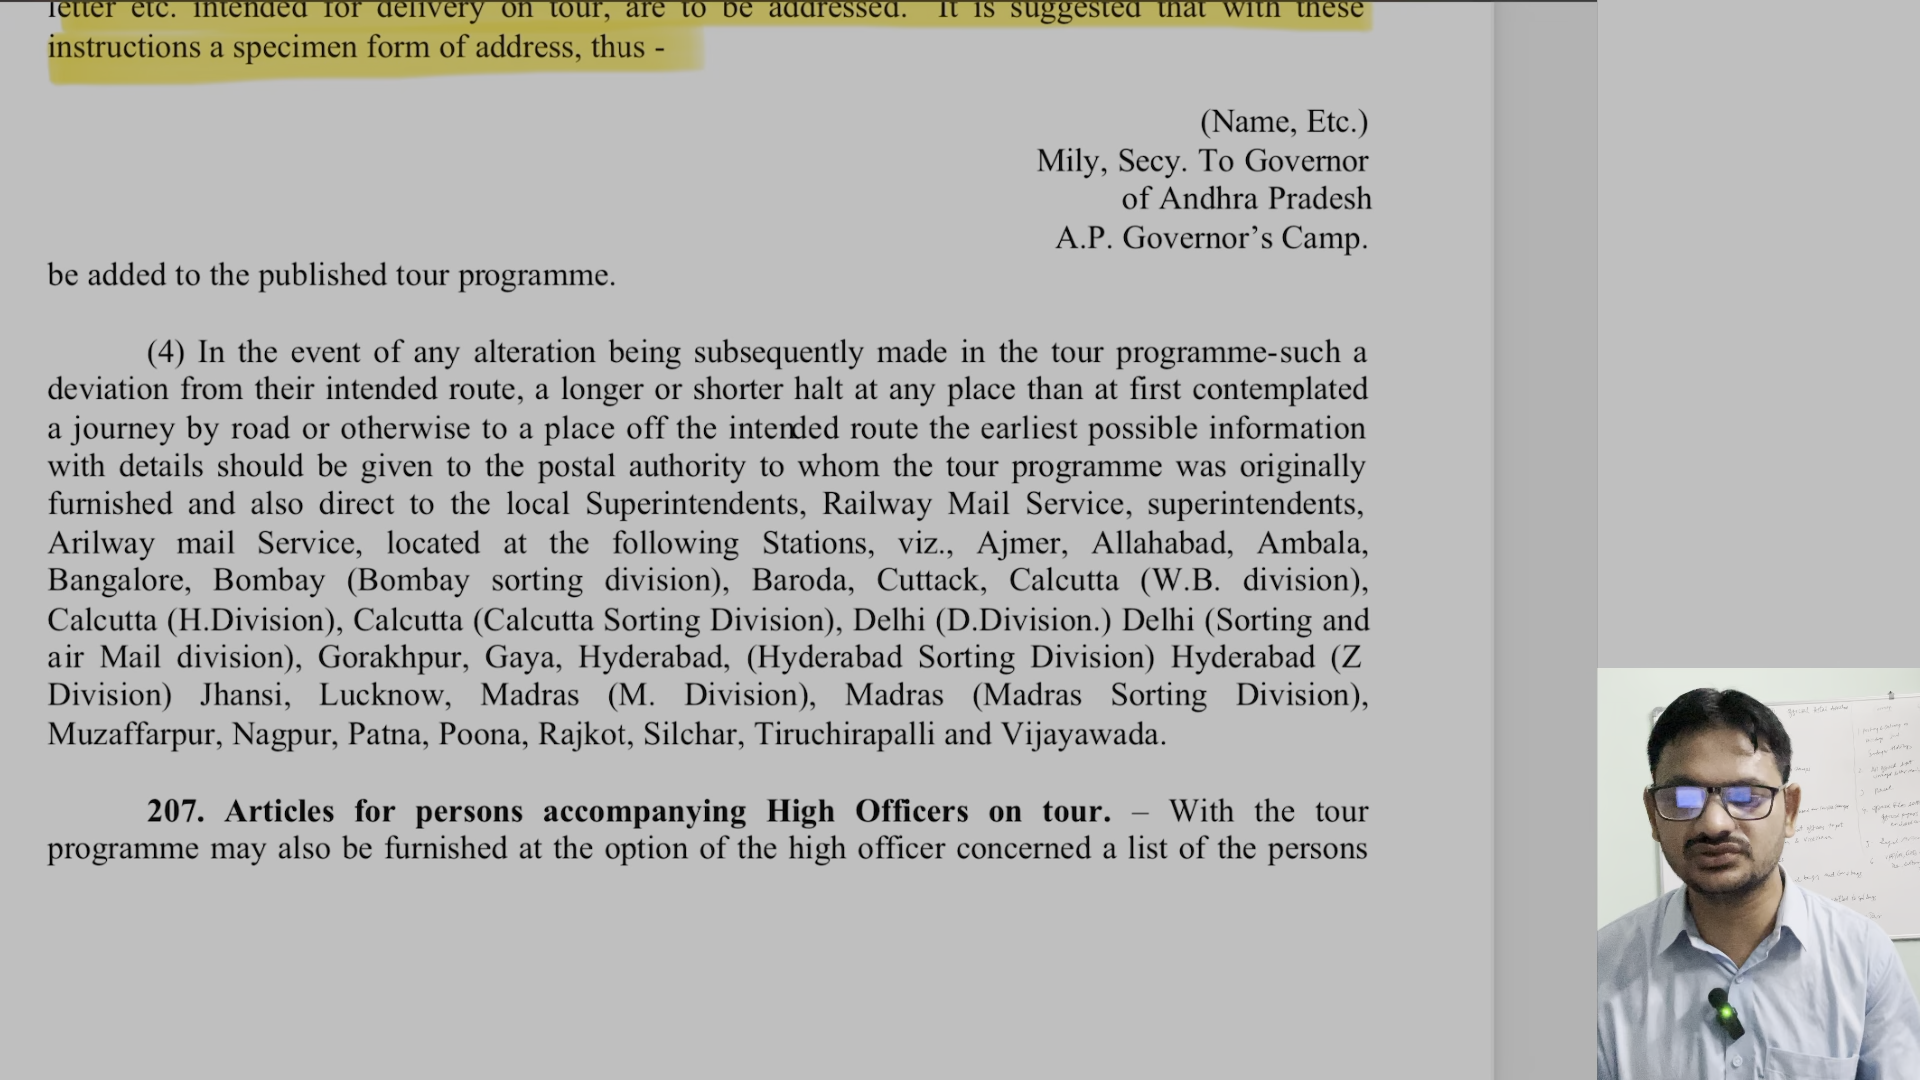 letter etc. intended for delivery on tour, are to be addressed. It is suggested that with these
instructions a specimen form of address, thus -
(Name, Etc.)
Mily, Secy. To Governor
of Andhra Pradesh
A.P. Governor’s Camp.
be added to the published tour programme.
(4) In the event of any alteration being subsequently made in the tour programme-such a
deviation from their intended route, a longer or shorter halt at any place than at first contemplated
a journey by road or otherwise to a place off the intended route the earliest possible information
with details should be given to the postal authority to whom the tour programme was originally
furnished and also direct to the local Superintendents, Railway Mail Service, superintendents,
Arilway mail Service, located at the following Stations, viz., Ajmer, Allahabad, Ambala,
Bangalore, Bombay (Bombay sorting division), Baroda, Cuttack, Calcutta (W.B. division),
Calcutta (H.Division), Calcutta (Calcutta Sorting Division), Delhi (D.Division.) Delhi (Sorting and
air Mail division), Gorakhpur, Gaya, Hyderabad, (Hyderabad Sorting Division) Hyderabad (Z
Division) Jhansi, Lucknow, Madras (M. Division), Madras (Madras Sorting Division),
Muzaffarpur, Nagpur, Patna, Poona, Rajkot, Silchar, Tiruchirapalli and Vijayawada.
207. Articles for persons accompanying High Officers on tour. – With the tour
programme may also be furnished at the option of the high officer concerned a list of the persons